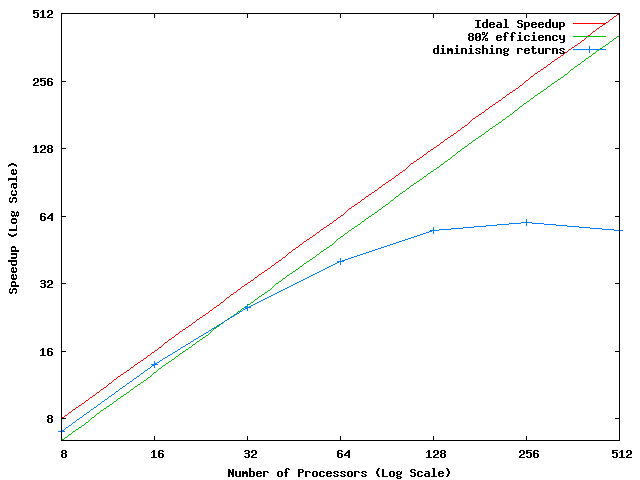 512
Ideal Speedup
80% efficiency
diminishing returns
256
128
64
32
16
8
Speedup (Log Scale)
8 16 32 64 128 256 512
Number of Processors (Log Scale)